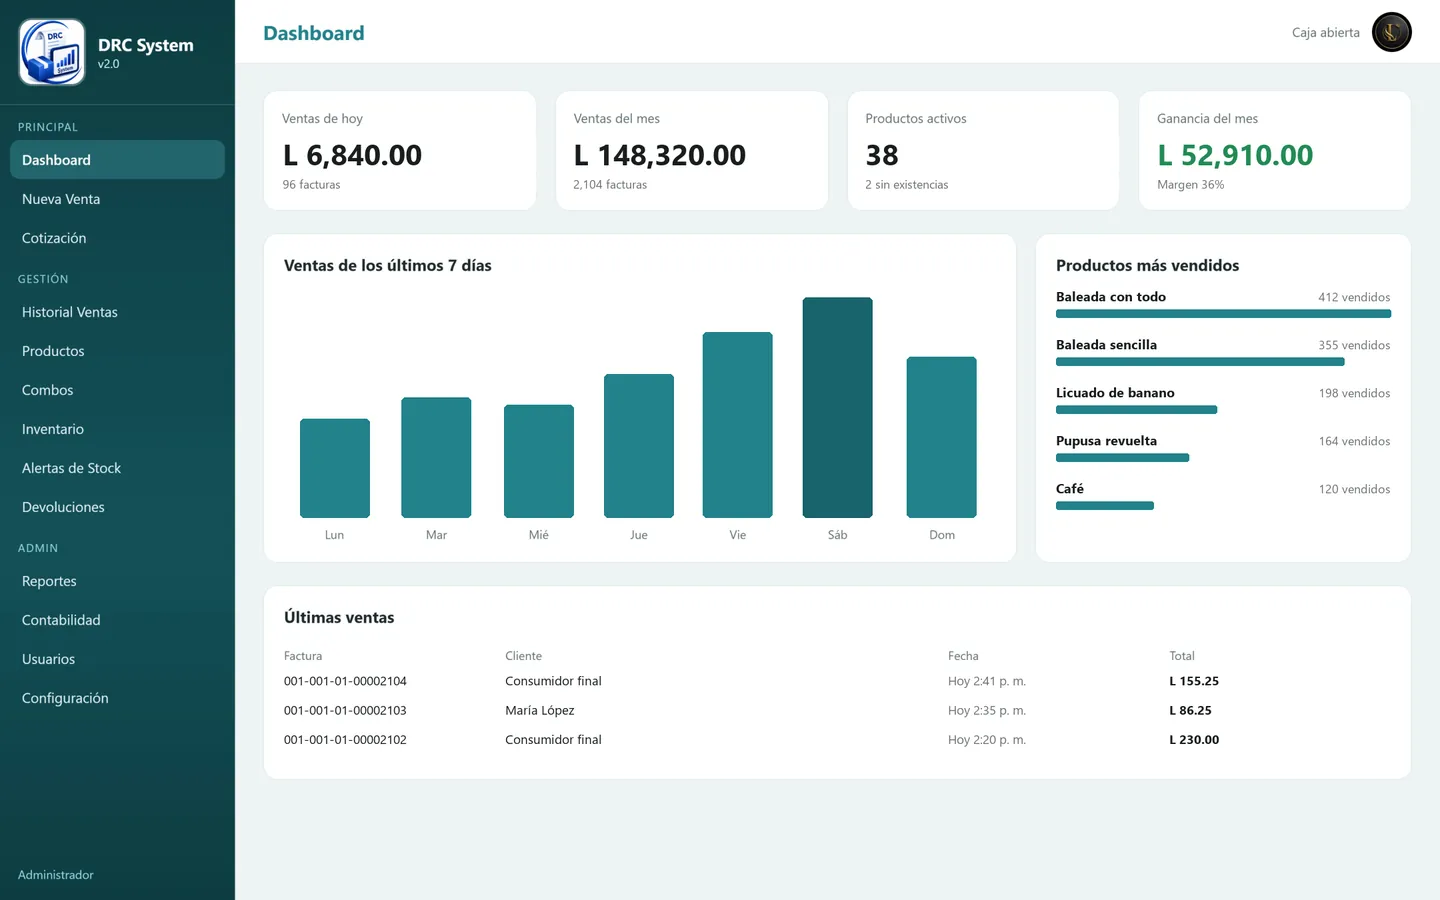 DRC
System
DRC System
v2.0
PRINCIPAL
Dashboard
Nueva Venta
Cotización
GESTIÓN
Historial Ventas
Productos
Combos
Inventario
Alertas de Stock
Devoluciones
ADMIN
Reportes
Contabilidad
Usuarios
Configuración
Administrador
Dashboard
Caja abierta
Ventas de hoy
L 6,840.00
96 facturas
Ventas del mes
L 148,320.00
2,104 facturas
Productos activos
38
2 sin existencias
Ganancia del mes
L 52,910.00
Margen 36%
Ventas de los últimos 7 días
Lun Mar Mié Jue Vie Sáb Dom
Productos más vendidos
Baleada con todo 412 vendidos
Baleada sencilla 355 vendidos
Licuado de banano 198 vendidos
Pupusa revuelta 164 vendidos
Café 120 vendidos
Últimas ventas
Factura Cliente Fecha Total
001-001-01-00002104 Consumidor final Hoy 2:41 p. m. L 155.25
001-001-01-00002103 María López Hoy 2:35 p. m. L 86.25
001-001-01-00002102 Consumidor final Hoy 2:20 p. m. L 230.00